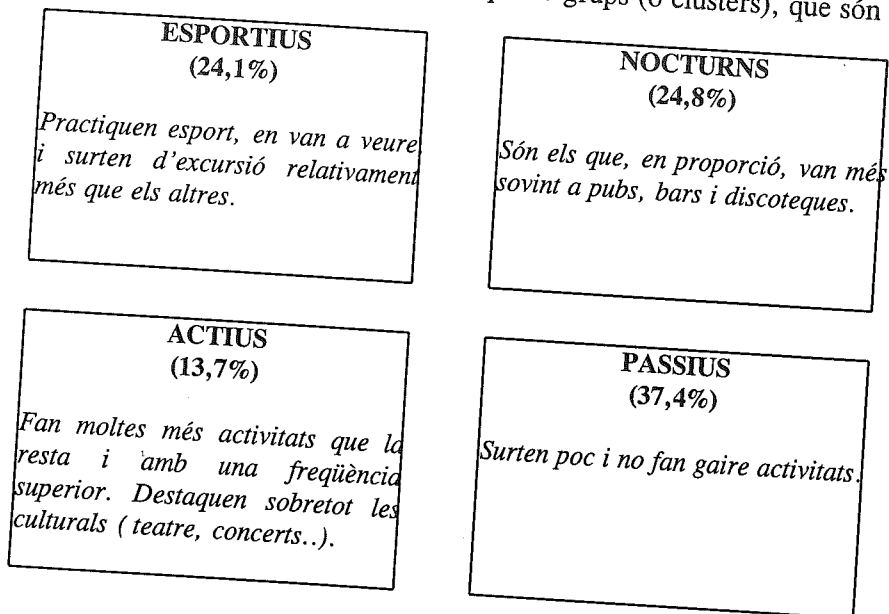 grups (o clusters), que són
ESPORTIUS
(24,1%)
Practiquen esport, en van a veure
i surten d'excursió relativament
més que els altres.
NOCTURNS
(24,8%)
Són els que, en proporció, van més
sovint a pubs, bars i discoteques.
ACTIUS
(13,7%)
Fan moltes més activitats que la
resta i amb una freqüència
superior. Destaquen sobretot les
culturals ( teatre, concerts..).
PASSIUS
(37,4%)
Surten poc i no fan gaire activitats.